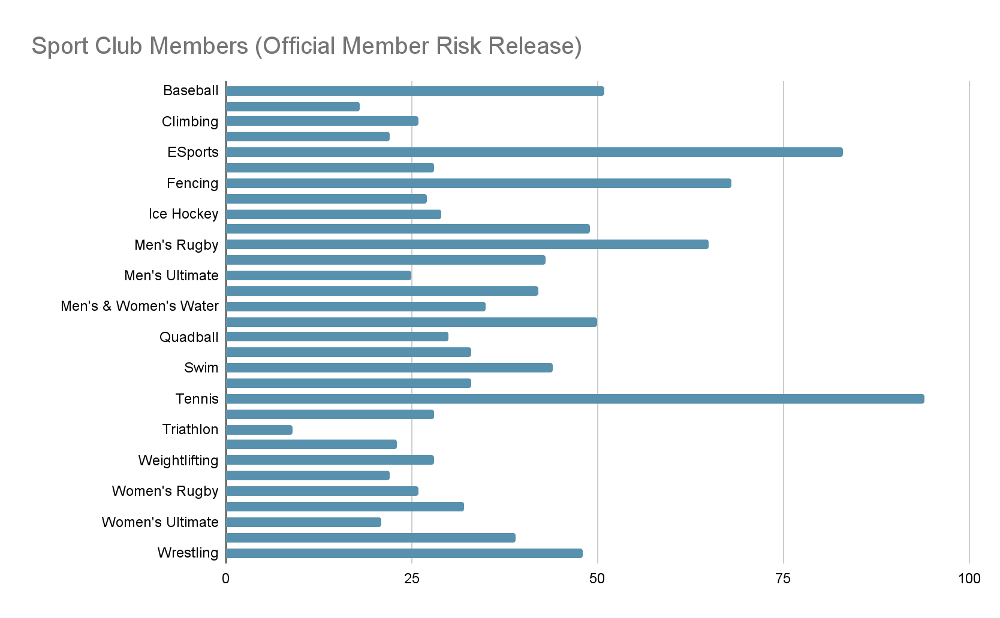 Sport Club Members (Official Member Risk Release)
Baseball
Climbing
ESports
Fencing
Ice Hockey
Men's Rugby
Men's Ultimate
Men's & Women's Water
Quadball
Swim
Tennis
Triathlon
Weightlifting
Women's Rugby
Women's Ultimate
Wrestling
0 25 50 75 100